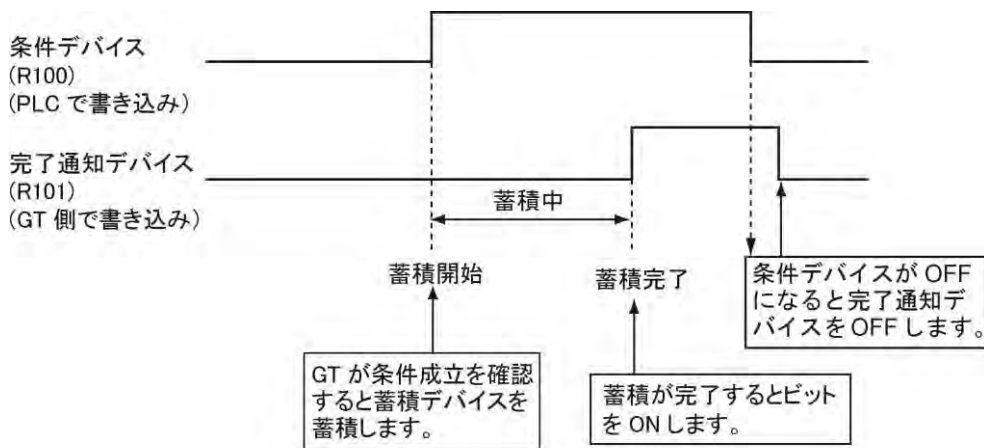 条件デバイス
(R100)
(PLC で書き込み)
完了通知デバイス
(R101)
(GT 側で書き込み)
蓄積中
蓄積開始
蓄積完了
条件デバイスが OFF
になると完了通知デ
バイスをOFF します。
GT が条件成立を確認
すると蓄積デバイスを
蓄積します。
蓄積が完了するとビット
を ON します。